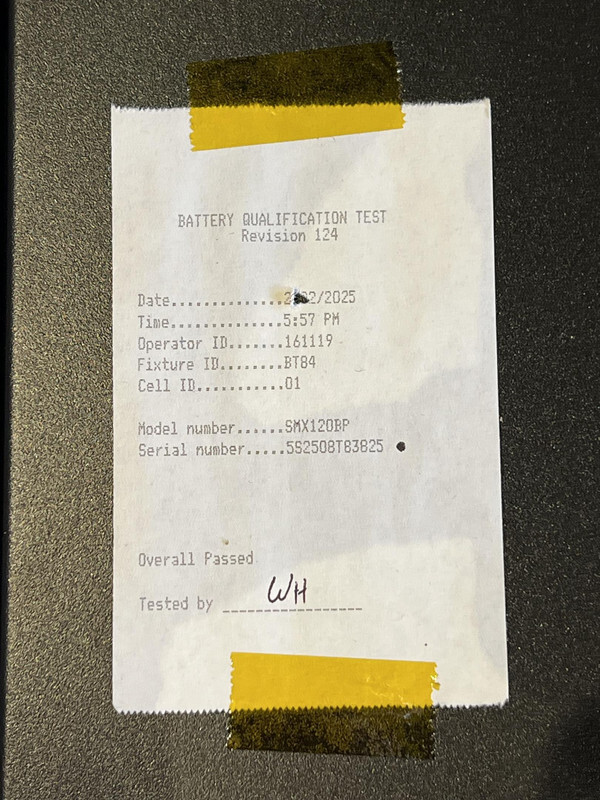 BATTERY QUALIFICATION TEST
Revision 124
Date..............
Time..............5:57 PM
Operator ID.......161119
Fixture ID........BT84
Cell ID...........01
Model number......SMX120BP
Serial number.....5S2508T83825
Overall Passed
Tested by WH